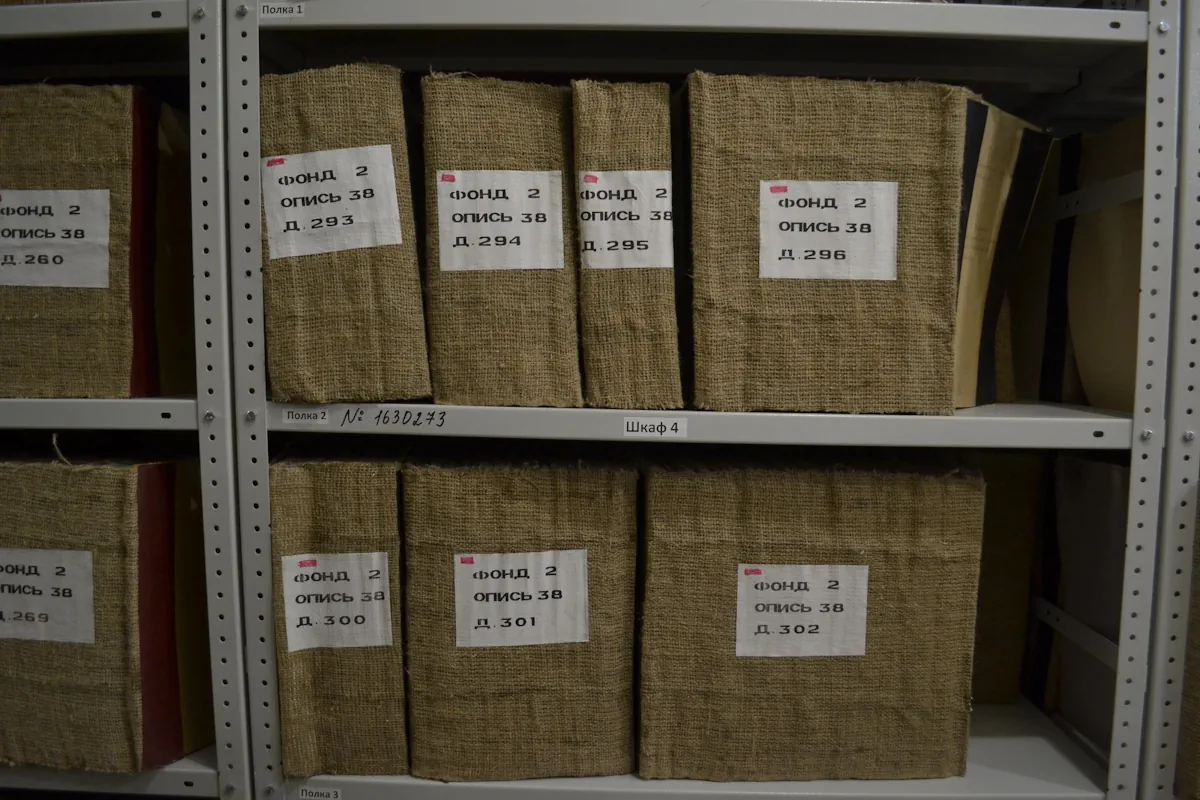 Полка 1
ФОНД 2
ОПИСЬ 38
Д.260
ФОНД 2
ОПИСЬ 38
Д.293
ФОНД 2
ОПИСЬ 38
Д.294
ФОНД 2
ОПИСЬ 38
Д.295
ФОНД 2
ОПИСЬ 38
Д.296
Полка 2
№ 1630273
Шкаф 4
ОНД 2
ПИСЬ 38
.269
ФОНД 2
ОПИСЬ 38
Д.300
ФОНД 2
ОПИСЬ 38
Д.301
ФОНД 2
ОПИСЬ 38
Д.302
Полка 3